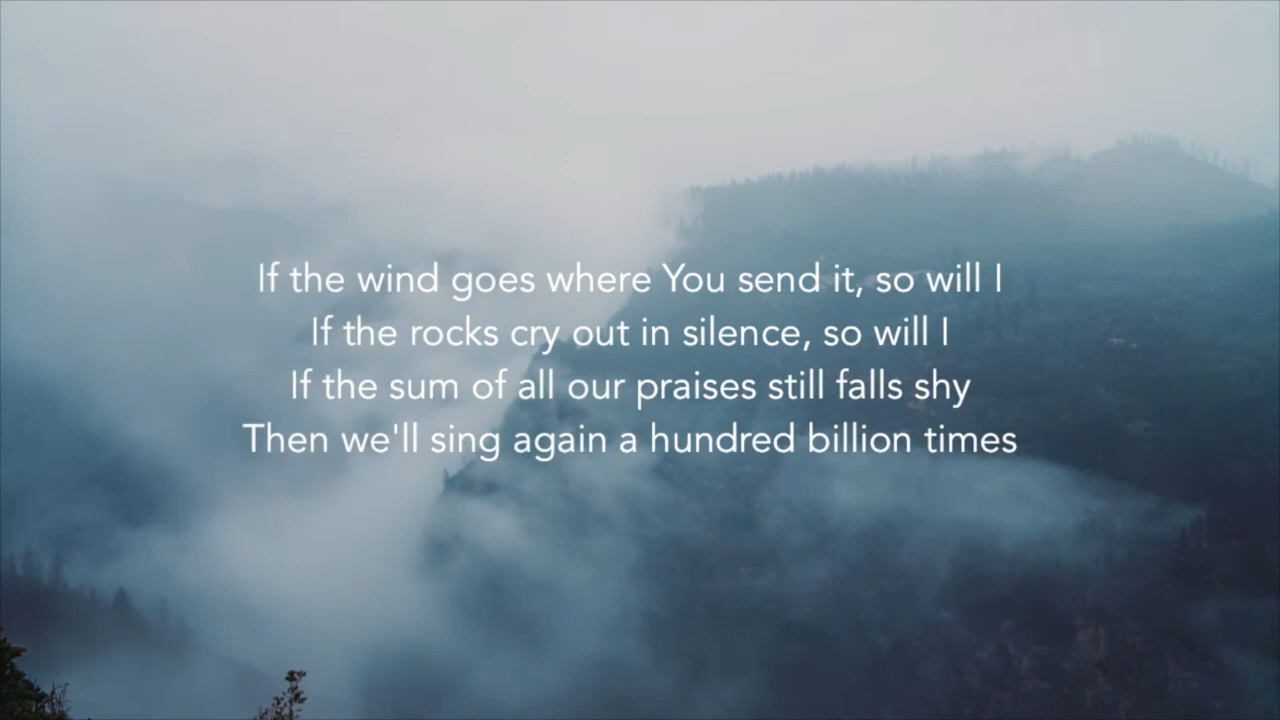 If the wind goes where You send it, so will I
If the rocks cry out in silence, so will I
If the sum of all our praises still falls shy
Then we'll sing again a hundred billion times